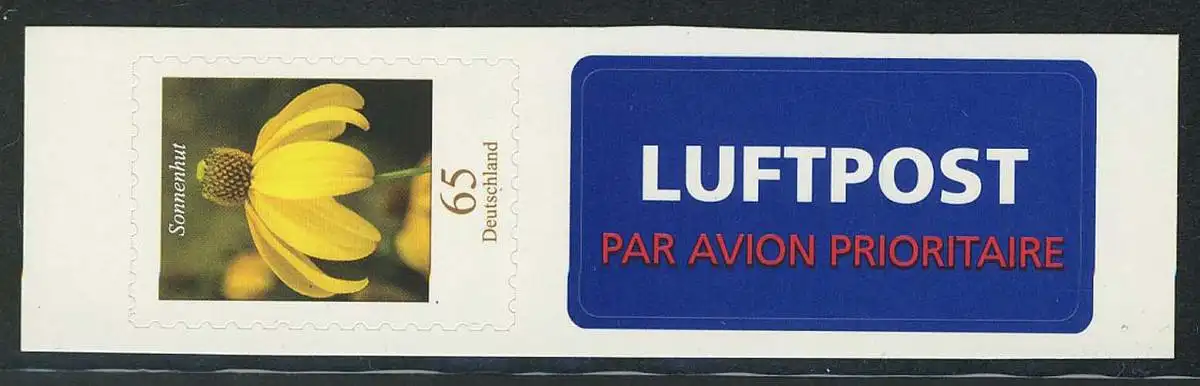 Sonnenhut
65
Deutschland
LUFTPOST
PAR AVION PRIORITAIRE